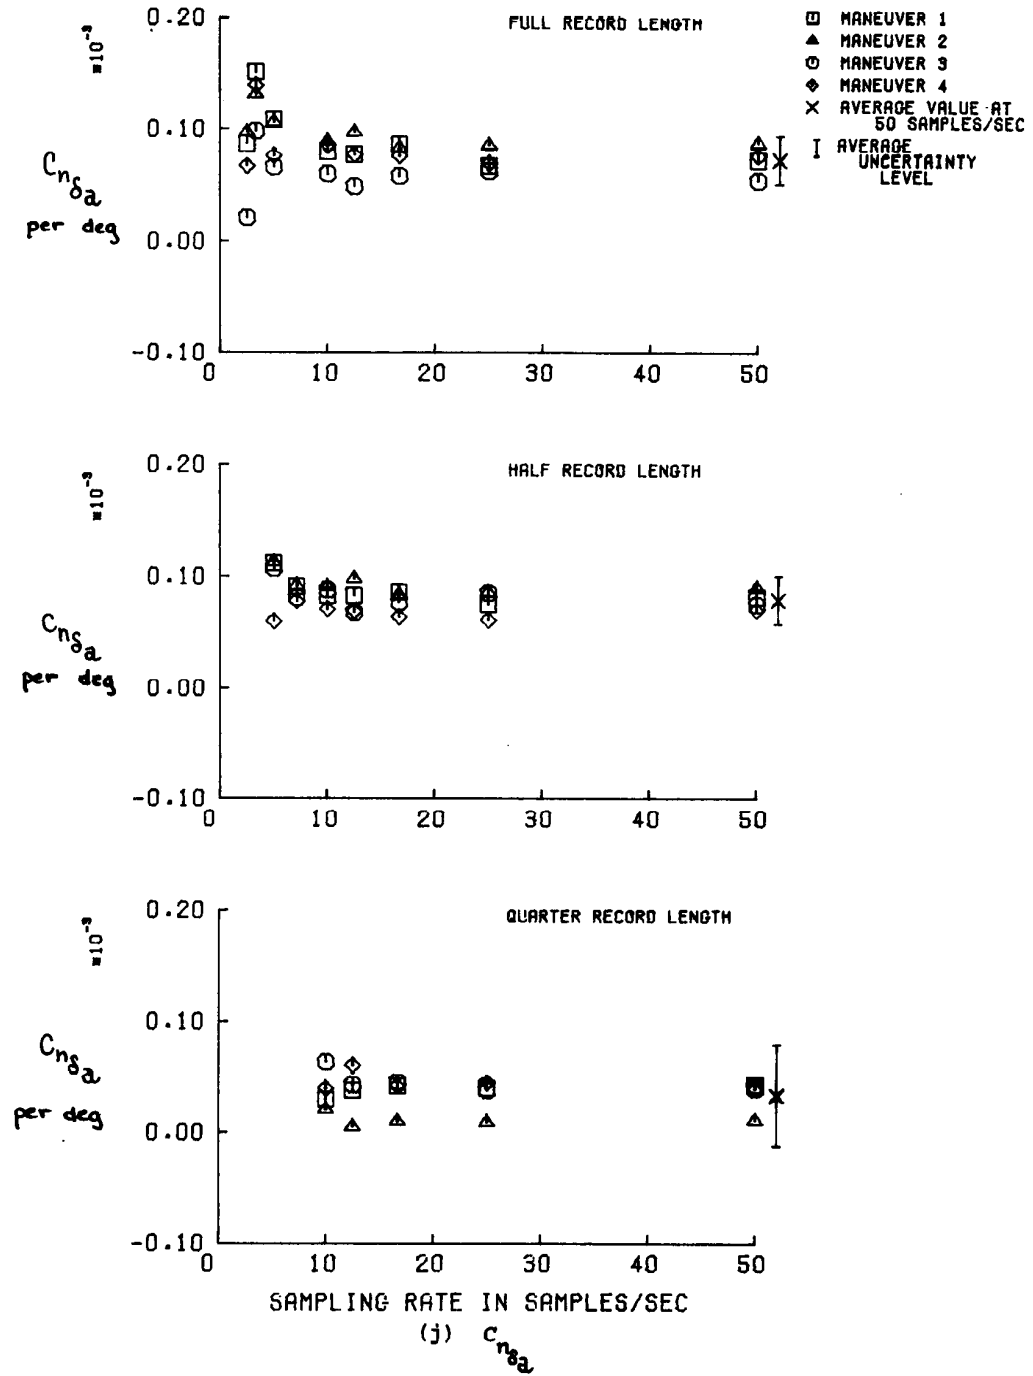 FULL RECORD LENGTH
MANEUVER 1
MANEUVER 2
MANEUVER 3
MANEUVER 4
AVERAGE VALUE AT
50 SAMPLES/SEC
AVERAGE
UNCERTAINTY
LEVEL
×10⁻³
0.20
0.10
0.00
-0.10
C n δ a
per deg
0 10 20 30 40 50
HALF RECORD LENGTH
×10⁻³
0.20
0.10
0.00
-0.10
C n δ a
per deg
0 10 20 30 40 50
QUARTER RECORD LENGTH
×10⁻³
0.20
0.10
0.00
-0.10
C n δ a
per deg
0 10 20 30 40 50
SAMPLING RATE IN SAMPLES/SEC
(j) C n δ a